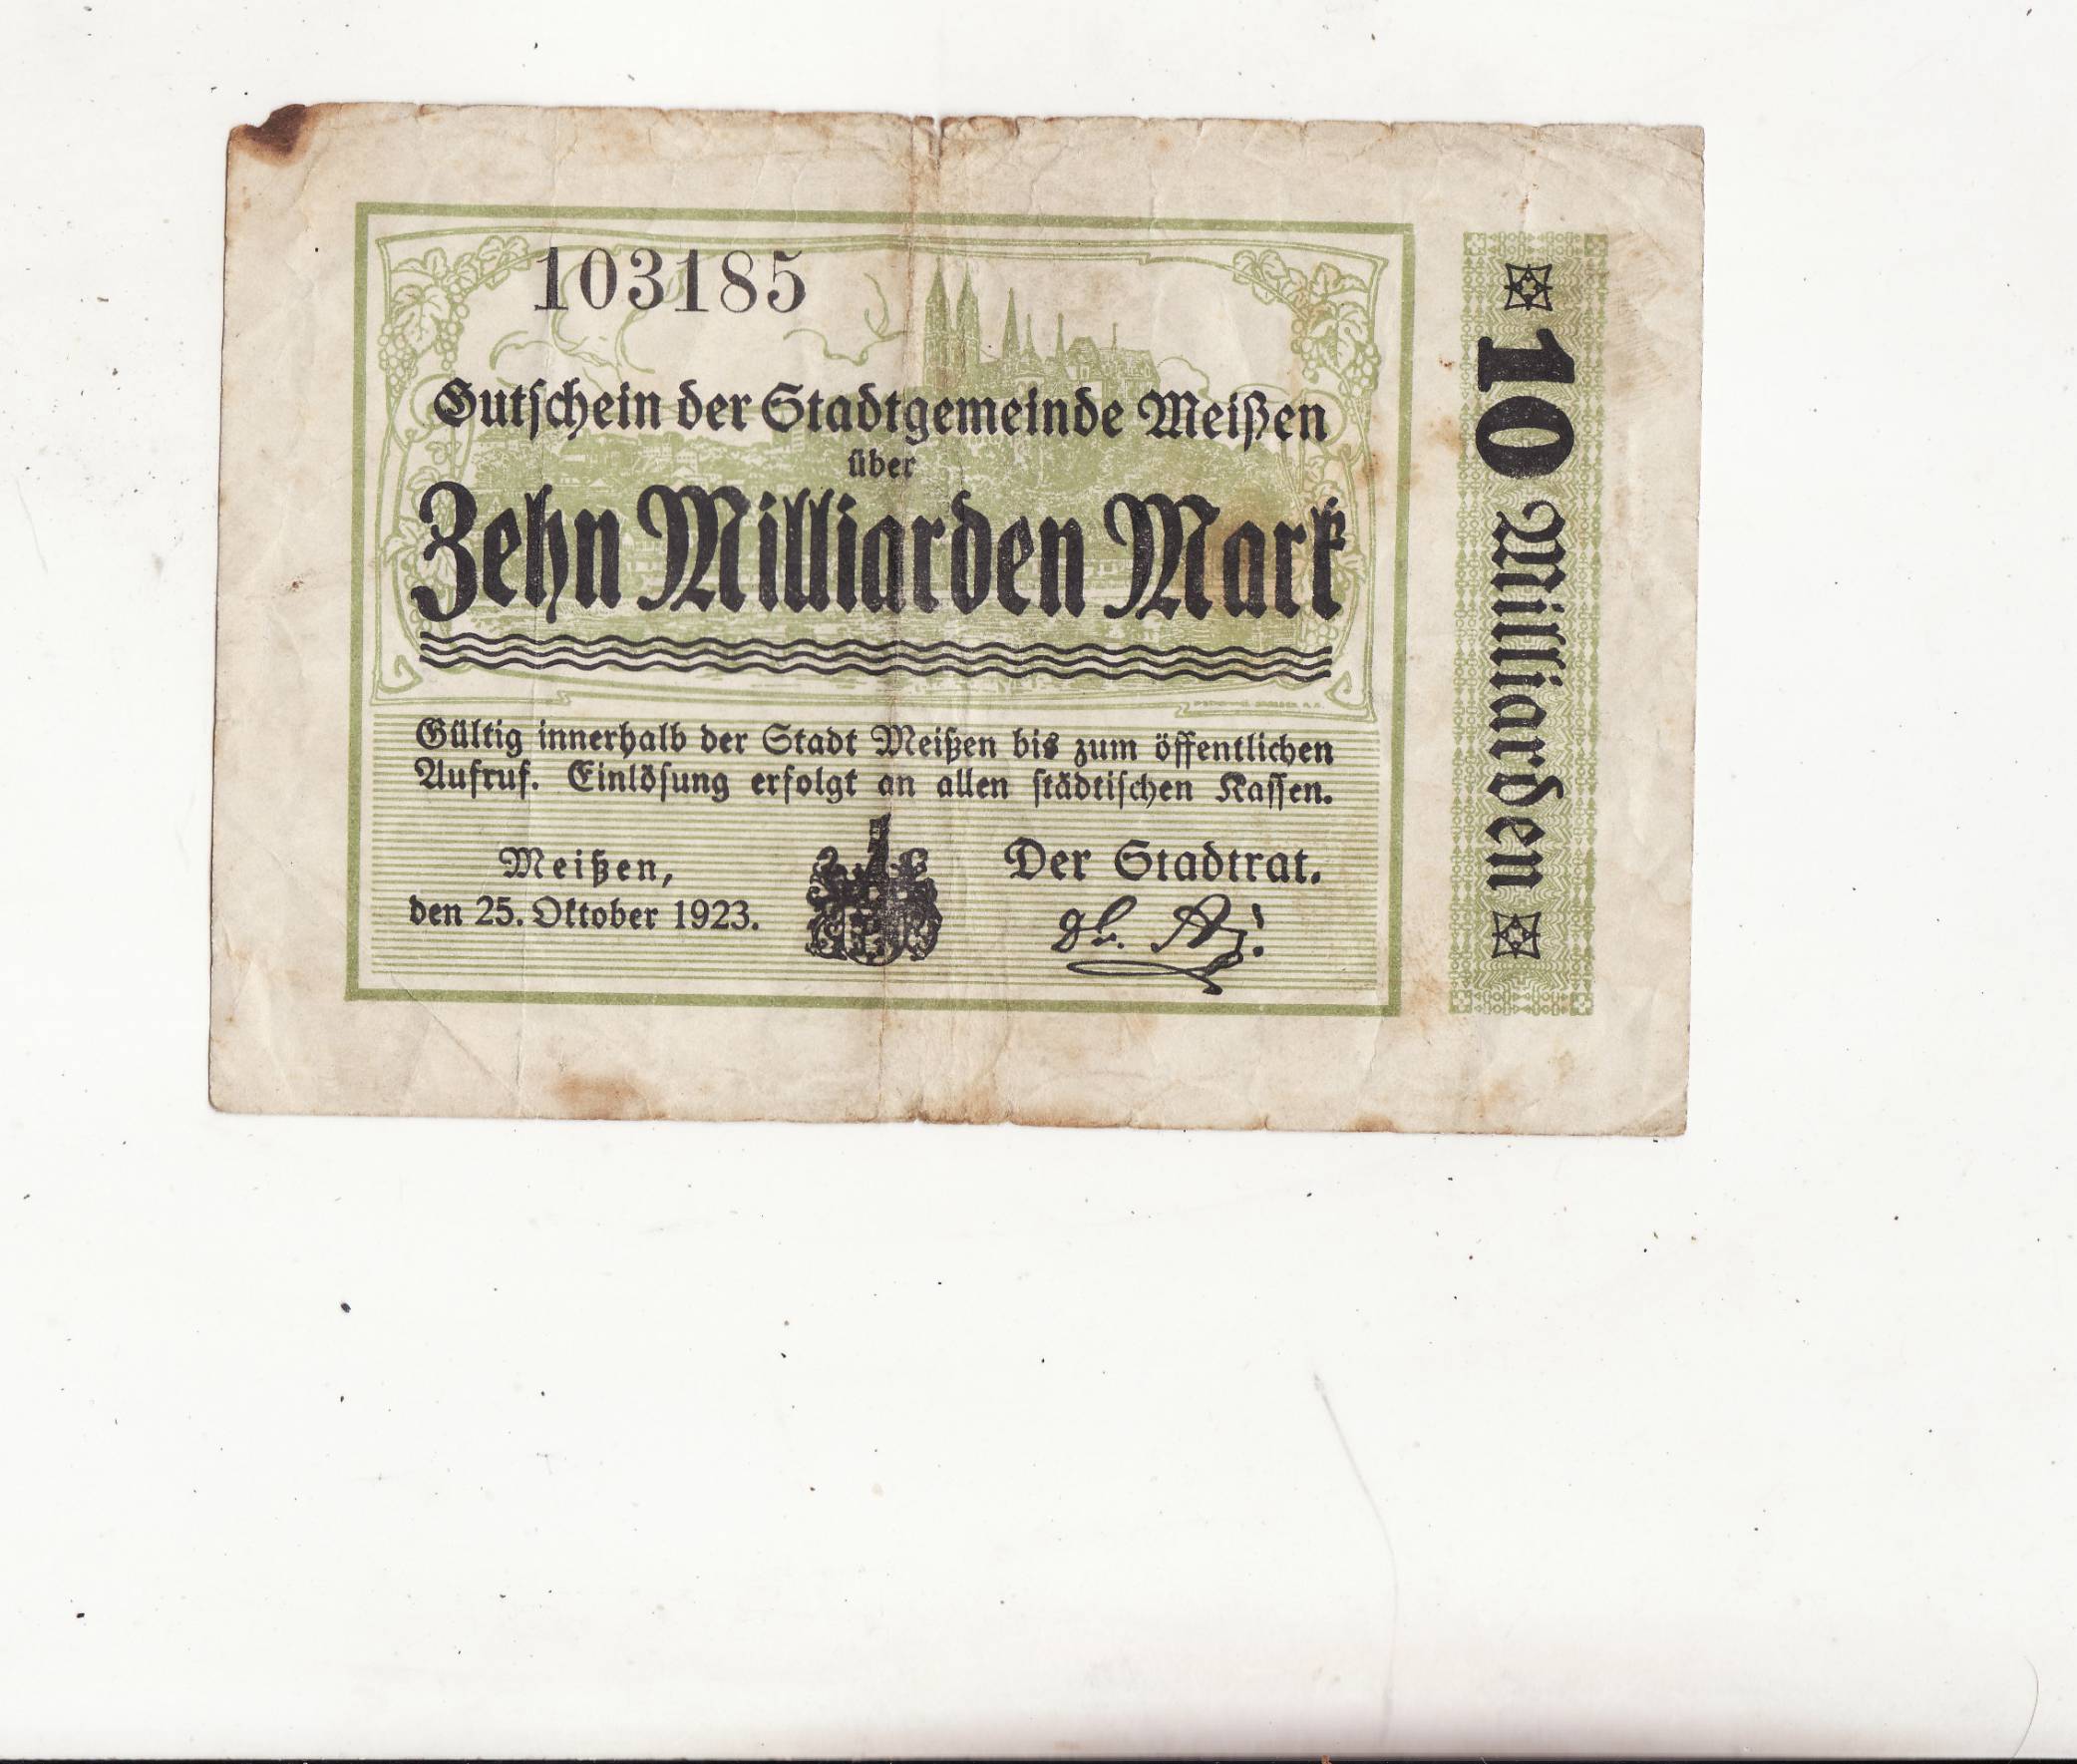 103185
Gutschein der Stadtgemeinde Meißen
über
Zehn Milliarden Mark
Gültig innerhalb der Stadt Meißen bis zum öffentlichen
Aufruf. Einlösung erfolgt an allen städtischen Kassen.
Meißen,
den 25. Oktober 1923.
Der Stadtrat.
10 Milliarden